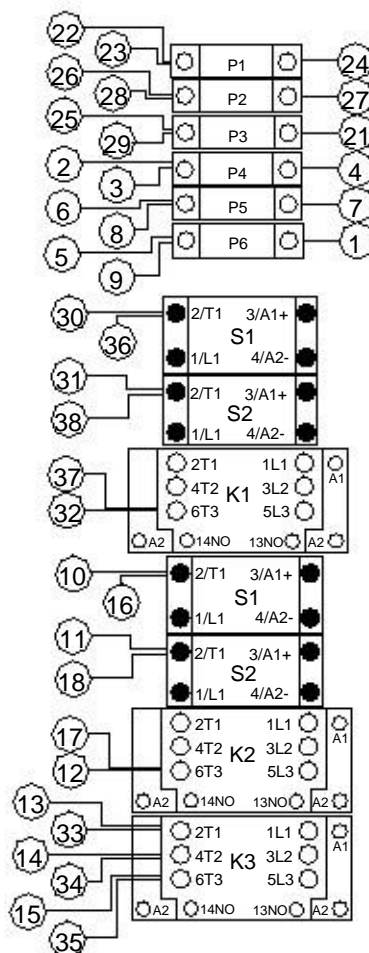 22
23 P1 24
26
28 P2 27
25
29 P3 21
2
3 P4 4
6
8 P5 7
5
9 P6 1
30 2/T1 3/A1+
36 S1
1/L1 4/A2-
31 2/T1 3/A1+
38 S2
1/L1 4/A2-
37 2T1 1L1 A1
4T2 K1 3L2
32 6T3 5L3
A2 14NO 13NO A2
10 2/T1 3/A1+
16 S1
1/L1 4/A2-
11 2/T1 3/A1+
18 S2
1/L1 4/A2-
17 2T1 1L1 A1
4T2 K2 3L2
12 6T3 5L3
A2 14NO 13NO A2
13
33 2T1 1L1 A1
14 4T2 K3 3L2
34 6T3 5L3
15 A2 14NO 13NO A2
35